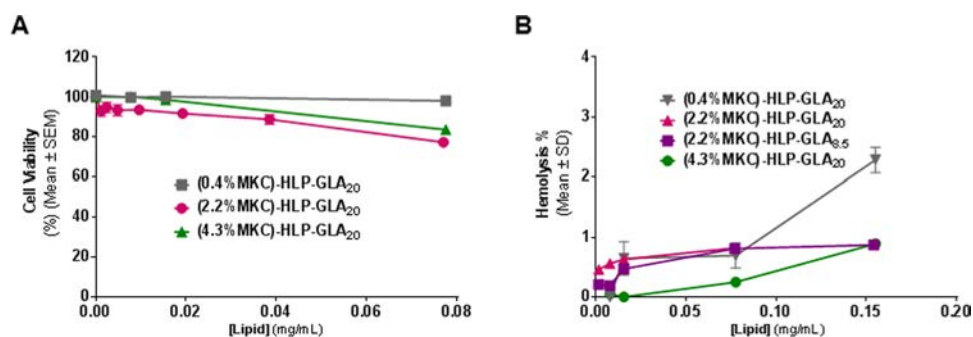 A
Cell Viability
(%) (Mean ± SEM)
120
100
80
60
40
20
0
(0.4%MKC)-HLP-GLA20
(2.2%MKC)-HLP-GLA20
(4.3%MKC)-HLP-GLA20
0.00 0.02 0.04 0.06 0.08
[Lipid] (mg/mL)
B
Hemolysis %
(Mean ± SD)
4
3
2
1
0
(0.4%MKC)-HLP-GLA20
(2.2%MKC)-HLP-GLA20
(2.2%MKC)-HLP-GLA8.5
(4.3%MKC)-HLP-GLA20
0.00 0.05 0.10 0.15 0.20
[Lipid] (mg/mL)